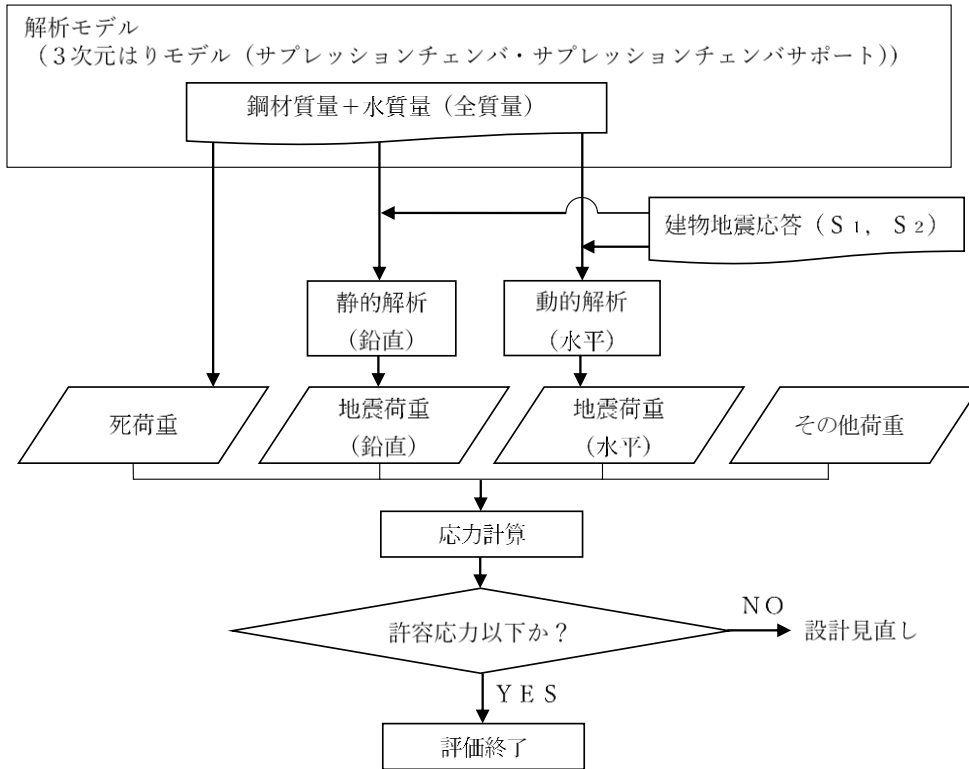 解析モデル
（３次元はりモデル（サプレッションチェンバ・サプレッションチェンバサポート））
鋼材質量＋水質量（全質量）
建物地震応答（Ｓ１，Ｓ２）
静的解析
（鉛直）
動的解析
（水平）
死荷重
地震荷重
（鉛直）
地震荷重
（水平）
その他荷重
応力計算
許容応力以下か？
ＮＯ
設計見直し
ＹＥＳ
評価終了